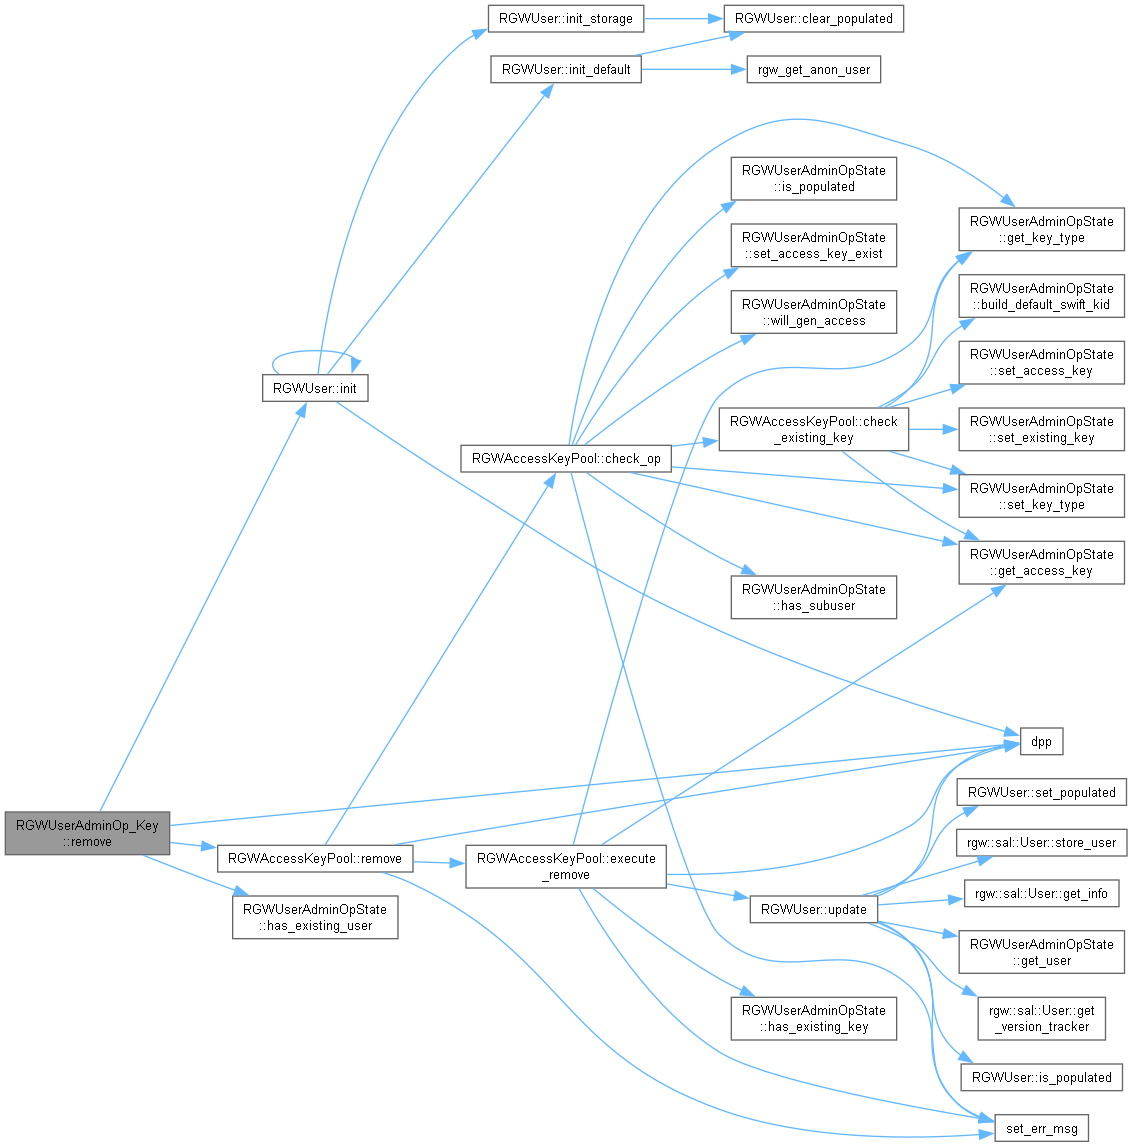 RGWUser::init_storage
RGWUser::clear_populated
RGWUser::init_default
rgw_get_anon_user
RGWUserAdminOpState
::is_populated
RGWUserAdminOpState
::get_key_type
RGWUserAdminOpState
::set_access_key_exist
RGWUserAdminOpState
::build_default_swift_kid
RGWUserAdminOpState
::will_gen_access
RGWUserAdminOpState
::set_access_key
RGWUser::init
RGWAccessKeyPool::check
_existing_key
RGWUserAdminOpState
::set_existing_key
RGWAccessKeyPool::check_op
RGWUserAdminOpState
::set_key_type
RGWUserAdminOpState
::get_access_key
RGWUserAdminOpState
::has_subuser
dpp
RGWUser::set_populated
RGWUserAdminOp_Key
::remove
rgw::sal::User::store_user
RGWAccessKeyPool::remove
RGWAccessKeyPool::execute
_remove
rgw::sal::User::get_info
RGWUser::update
RGWUserAdminOpState
::has_existing_user
RGWUserAdminOpState
::get_user
RGWUserAdminOpState
::has_existing_key
rgw::sal::User::get
_version_tracker
RGWUser::is_populated
set_err_msg